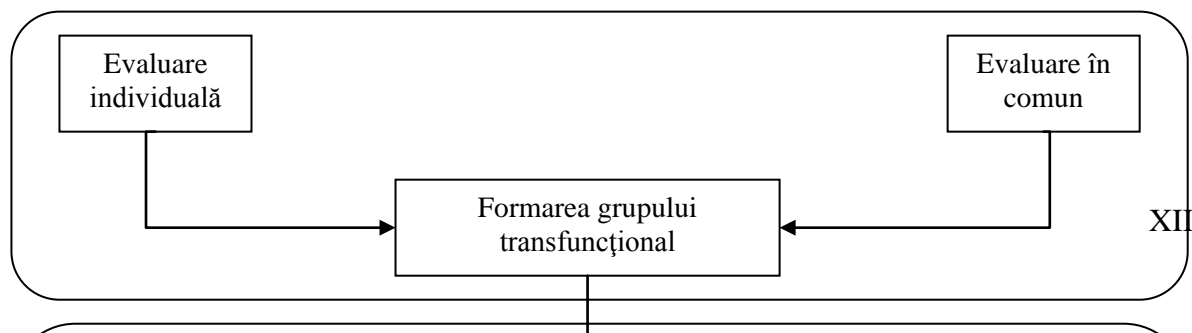 Evaluare
individuală
Evaluare în
comun
Formarea grupului
transfuncţional
XII